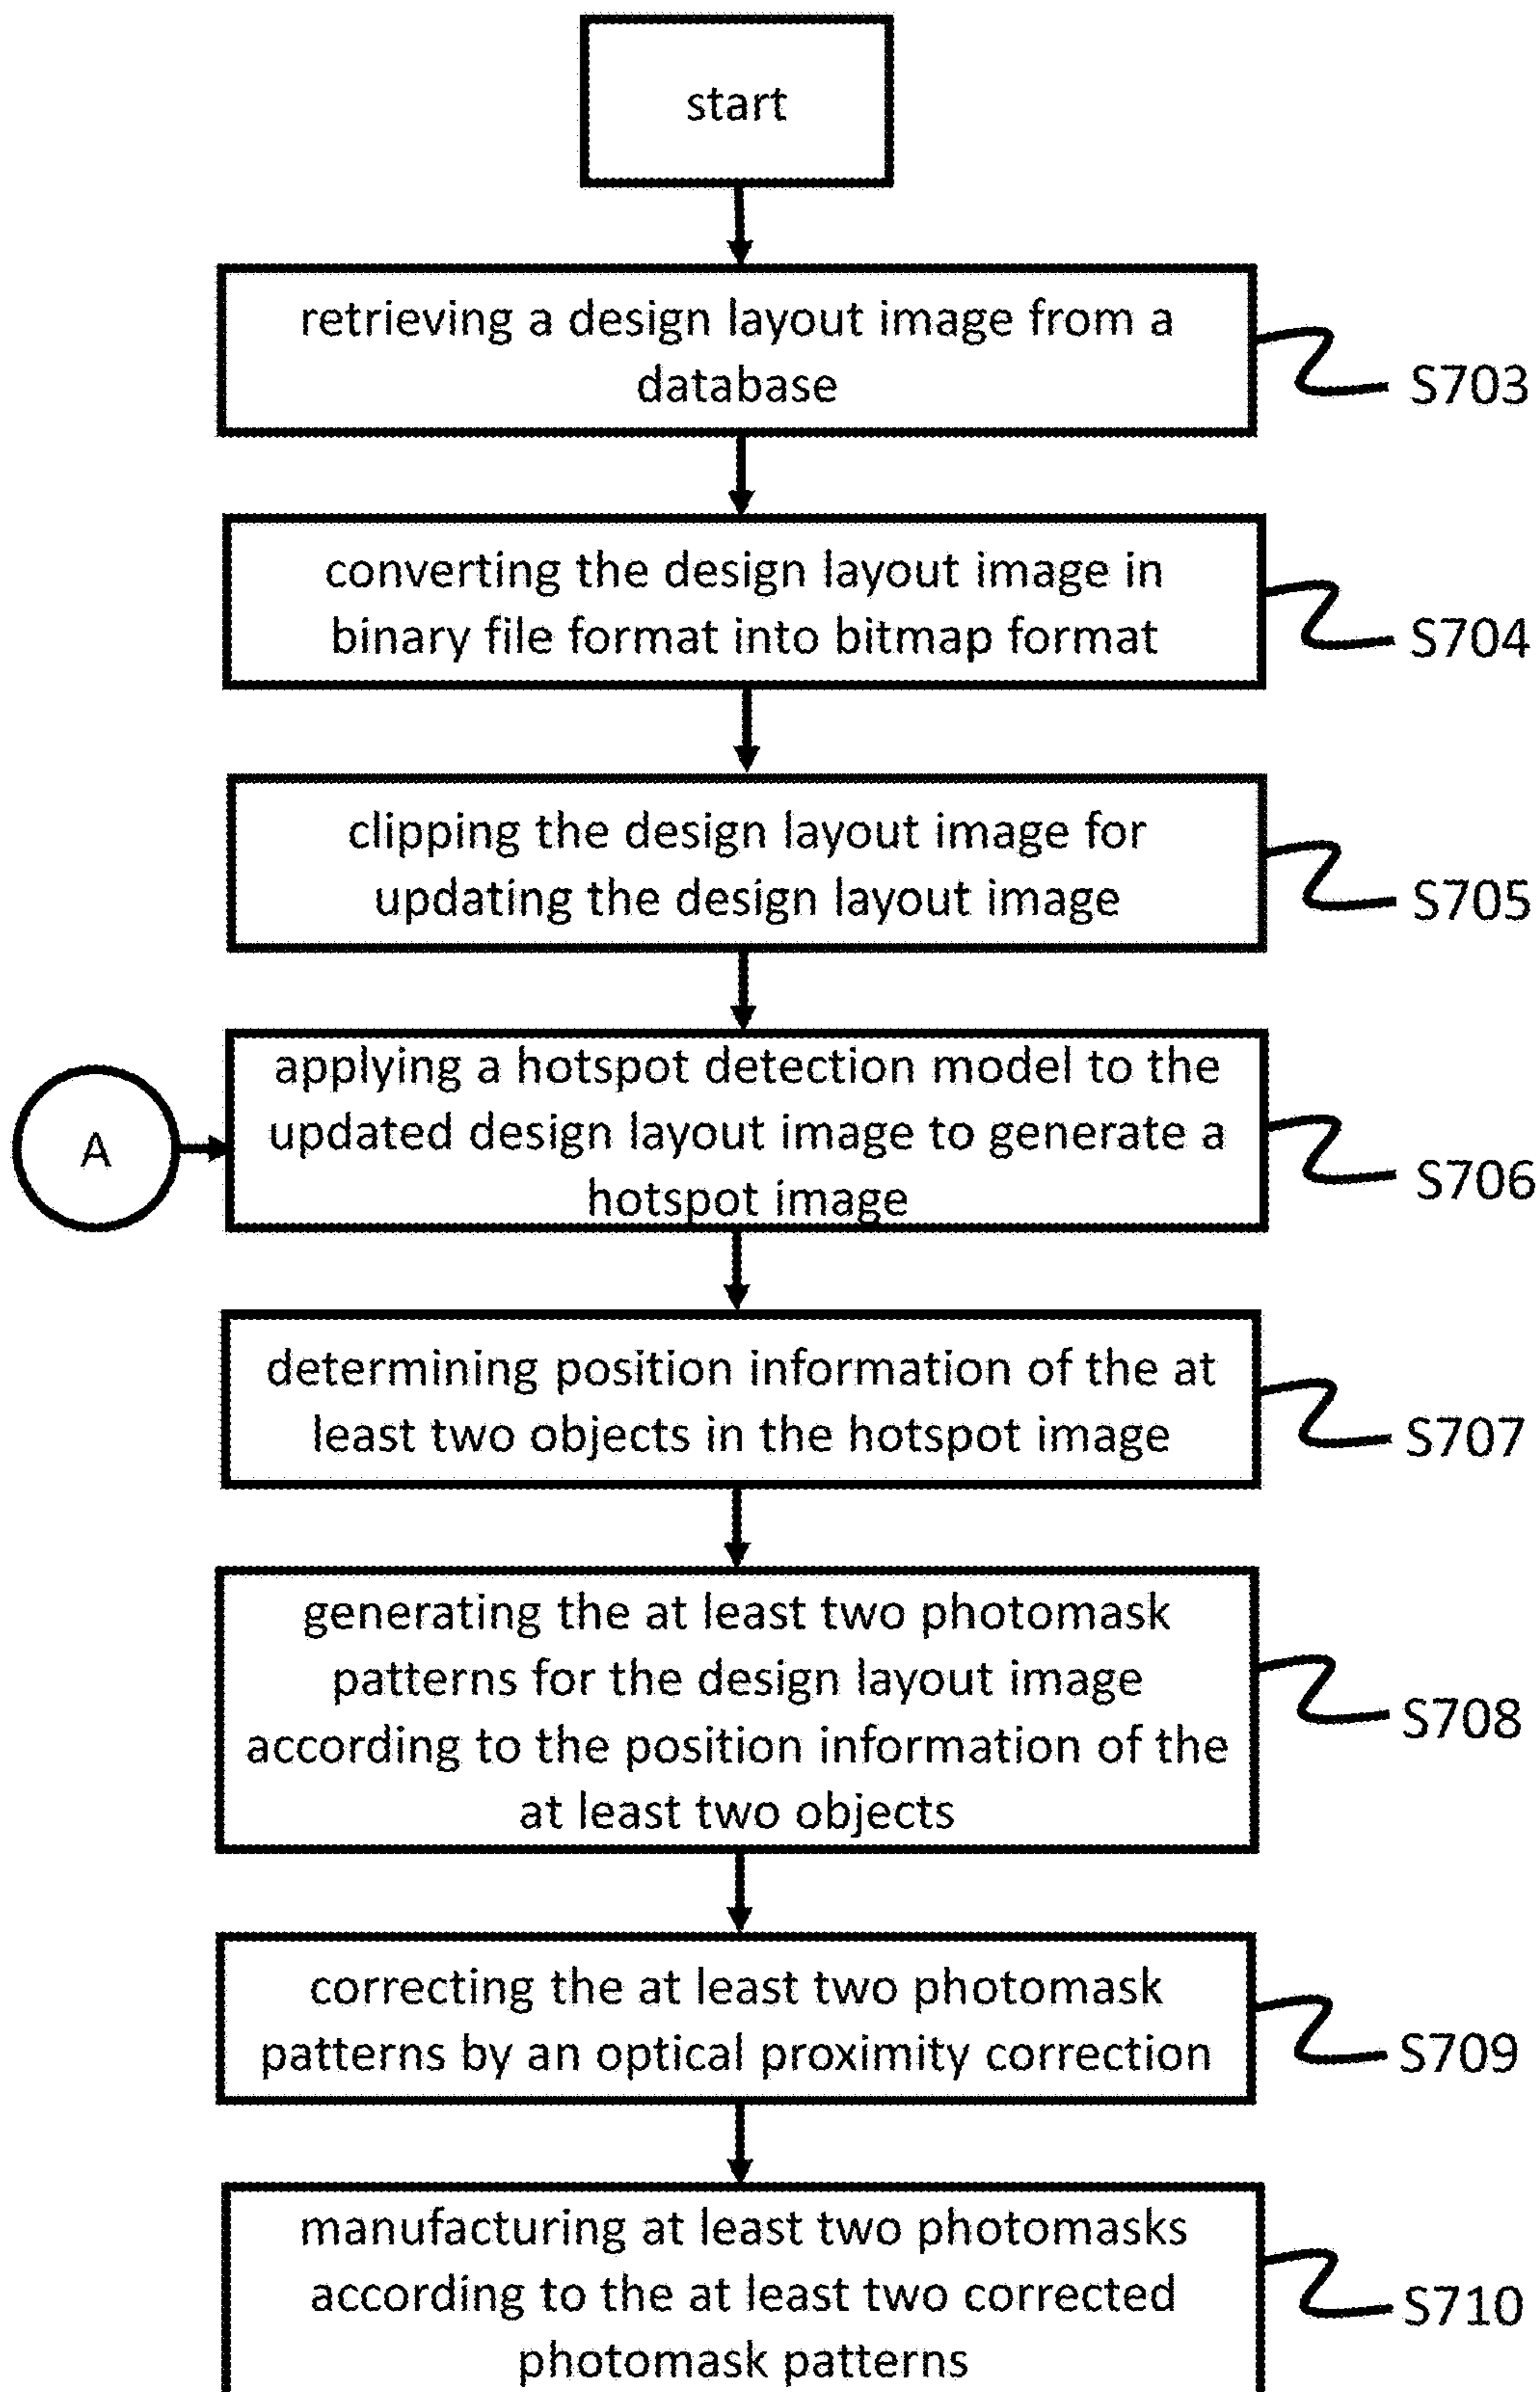 start
retrieving a design layout image from a
database
S703
converting the design layout image in
binary file format into bitmap format
S704
clipping the design layout image for
updating the design layout image
S705
applying a hotspot detection model to the
updated design layout image to generate a
hotspot image
A
S706
determining position information of the at
least two objects in the hotspot image
S707
generating the at least two photomask
patterns for the design layout image
according to the position information of the
at least two objects
S708
correcting the at least two photomask
patterns by an optical proximity correction
S709
manufacturing at least two photomasks
according to the at least two corrected
photomask patterns
S710